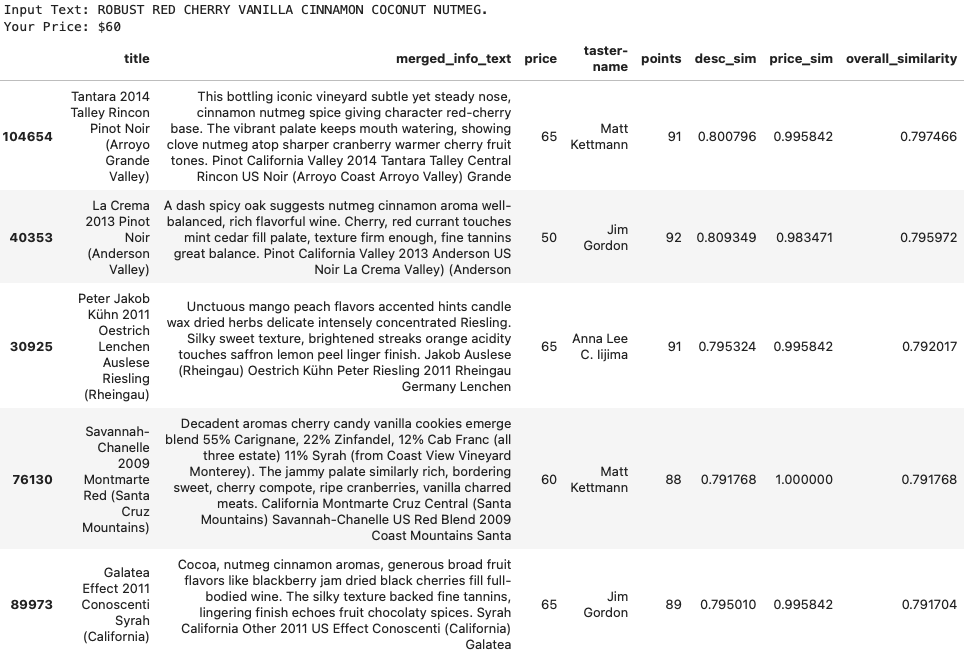 Input Text: ROBUST RED CHERRY VANILLA CINNAMON COCONUT NUTMEG.
Your Price: $60
title merged_info_text price taster-
name points desc_sim price_sim overall_similarity
104654
Tantara 2014
Talley Rincon
Pinot Noir
(Arroyo
Grande
Valley)
This bottling iconic vineyard subtle yet steady nose,
cinnamon nutmeg spice giving character red-cherry
base. The vibrant palate keeps mouth watering, showing
clove nutmeg atop sharper cranberry warmer cherry fruit
tones. Pinot California Valley 2014 Tantara Talley Central
Rincon US Noir (Arroyo Coast Arroyo Valley) Grande
65
Matt
Kettmann
91 0.800796 0.995842 0.797466
40353
La Crema
2013 Pinot
Noir
(Anderson
Valley)
A dash spicy oak suggests nutmeg cinnamon aroma well-
balanced, rich flavorful wine. Cherry, red currant touches
mint cedar fill palate, texture firm enough, fine tannins
great balance. Pinot California Valley 2013 Anderson US
Noir La Crema Valley) (Anderson
50
Jim
Gordon
92 0.809349 0.983471 0.795972
30925
Peter Jakob
Kühn 2011
Oestrich
Lenchen
Auslese
Riesling
(Rheingau)
Unctuous mango peach flavors accented hints candle
wax dried herbs delicate intensely concentrated Riesling.
Silky sweet texture, brightened streaks orange acidity
touches saffron lemon peel linger finish. Jakob Auslese
(Rheingau) Oestrich Kühn Peter Riesling 2011 Rheingau
Germany Lenchen
65
Anna Lee
C. Iijima
91 0.795324 0.995842 0.792017
76130
Savannah-
Chanelle
2009
Montmarte
Red (Santa
Cruz
Mountains)
Decadent aromas cherry candy vanilla cookies emerge
blend 55% Carignane, 22% Zinfandel, 12% Cab Franc (all
three estate) 11% Syrah (from Coast View Vineyard
Monterey). The jammy palate similarly rich, bordering
sweet, cherry compote, ripe cranberries, vanilla charred
meats. California Montmarte Cruz Central (Santa
Mountains) Savannah-Chanelle US Red Blend 2009
Coast Mountains Santa
60
Matt
Kettmann
88 0.791768 1.000000 0.791768
89973
Galatea
Effect 2011
Conoscenti
Syrah
(California)
Cocoa, nutmeg cinnamon aromas, generous broad fruit
flavors like blackberry jam dried black cherries fill full-
bodied wine. The silky texture backed fine tannins,
lingering finish echoes fruit chocolaty spices. Syrah
California Other 2011 US Effect Conoscenti (California)
Galatea
65
Jim
Gordon
89 0.795010 0.995842 0.791704